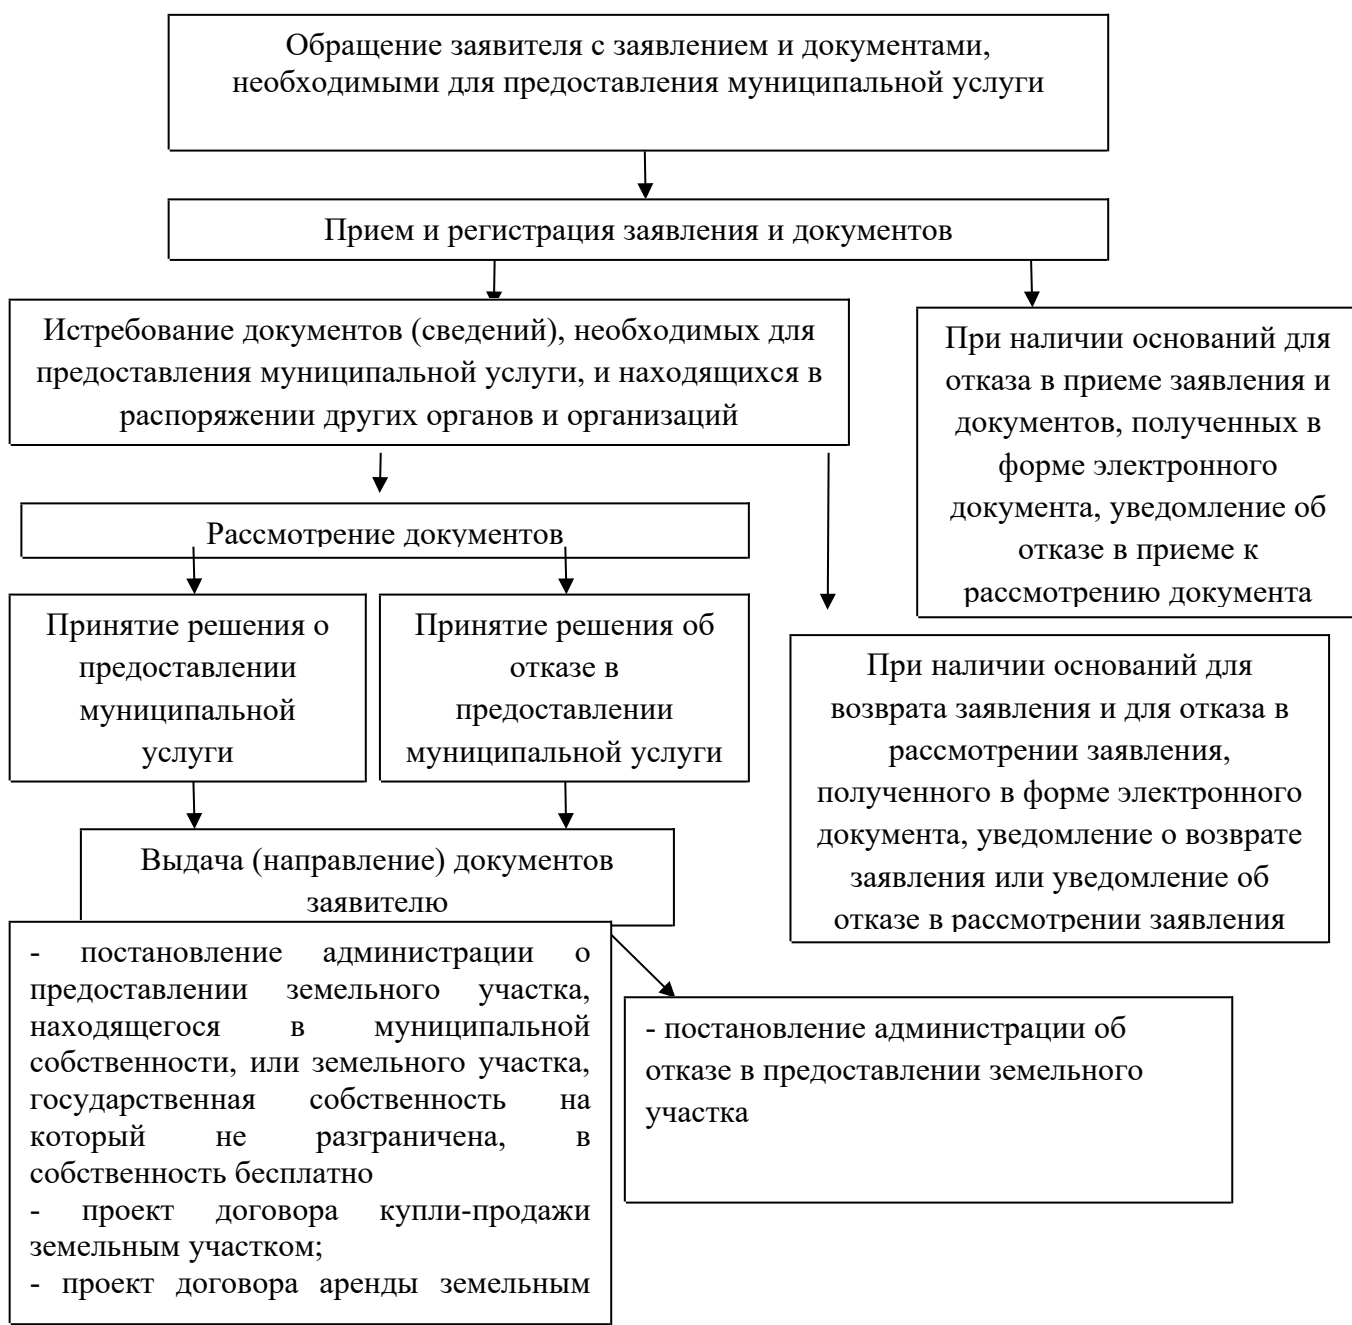 Обращение заявителя с заявлением и документами,
необходимыми для предоставления муниципальной услуги
Прием и регистрация заявления и документов
Истребование документов (сведений), необходимых для
предоставления муниципальной услуги, и находящихся в
распоряжении других органов и организаций
При наличии оснований для
отказа в приеме заявления и
документов, полученных в
форме электронного
документа, уведомление об
отказе в приеме к
рассмотрению документа
Рассмотрение документов
Принятие решения о
предоставлении
муниципальной
услуги
Принятие решения об
отказе в
предоставлении
муниципальной услуги
При наличии оснований для
возврата заявления и для отказа в
рассмотрении заявления,
полученного в форме электронного
документа, уведомление о возврате
заявления или уведомление об
отказе в рассмотрении заявления
Выдача (направление) документов
заявителю
- постановление администрации о
предоставлении земельного участка,
находящегося в муниципальной
собственности, или земельного участка,
государственная собственность на
который не разграничена, в
собственность бесплатно
- проект договора купли-продажи
земельным участком;
- проект договора аренды земельным
- постановление администрации об
отказе в предоставлении земельного
участка